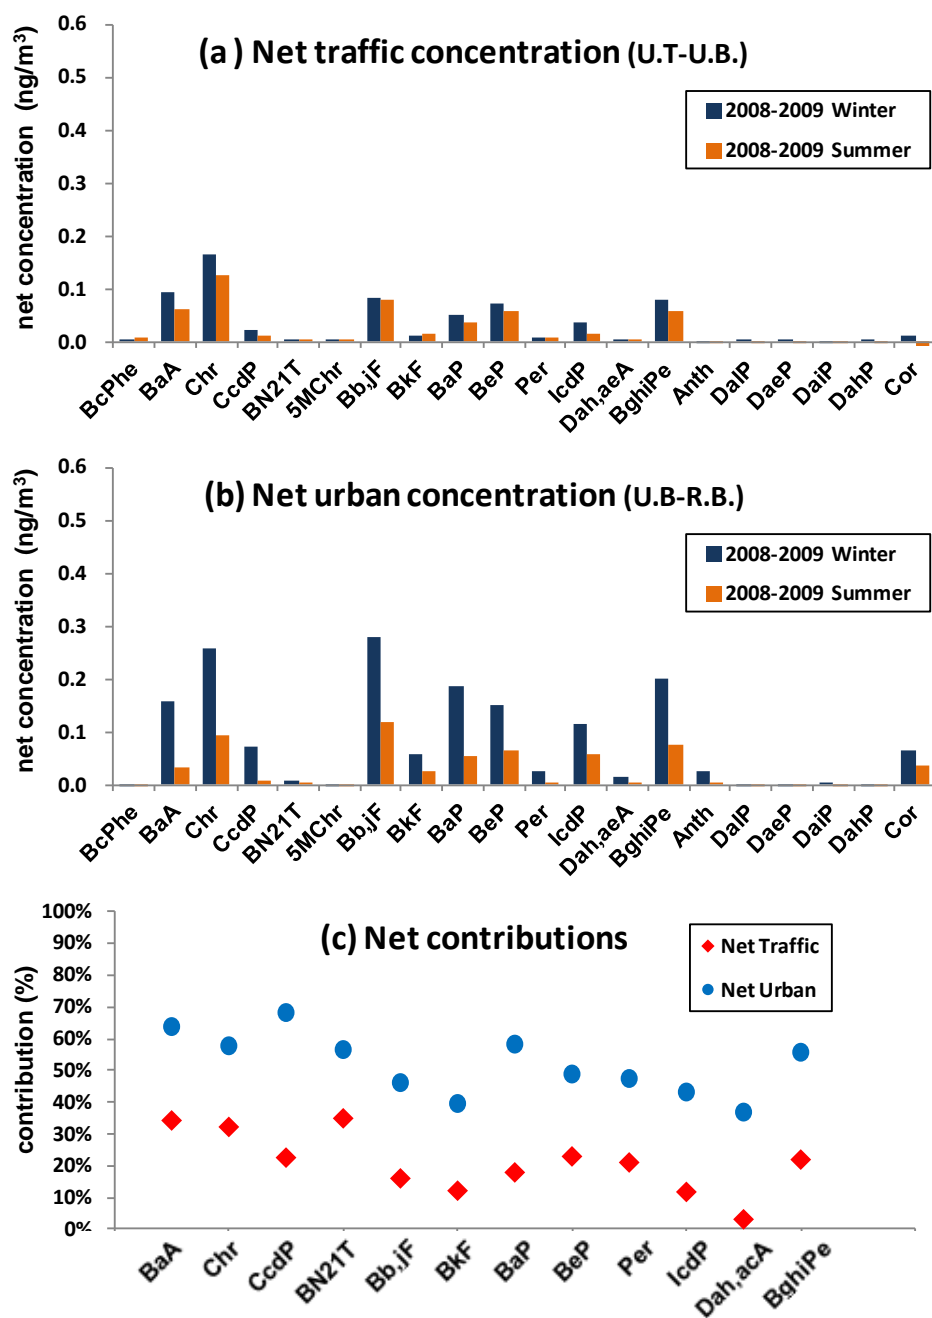 (a ) Net traffic concentration (U.T-U.B.)
net concentration (ng/m³)
0.6
0.5
0.4
0.3
0.2
0.1
0.0
2008-2009 Winter
2008-2009 Summer
BcPhe BaA Chr CcdP BN21T 5MChr Bb,jF BkF BaP BeP Per IcdP Dah,aeA BghiPe Anth DalP DaeP DaiP DahP Cor
(b) Net urban concentration (U.B-R.B.)
net concentration (ng/m³)
0.6
0.5
0.4
0.3
0.2
0.1
0.0
2008-2009 Winter
2008-2009 Summer
BcPhe BaA Chr CcdP BN21T 5MChr Bb,jF BkF BaP BeP Per IcdP Dah,aeA BghiPe Anth DalP DaeP DaiP DahP Cor
(c) Net contributions
contribution (%)
100%
90%
80%
70%
60%
50%
40%
30%
20%
10%
0%
Net Traffic
Net Urban
BaA Chr CcdP BN21T Bb,jF BkF BaP BeP Per IcdP Dah,acA BghiPe